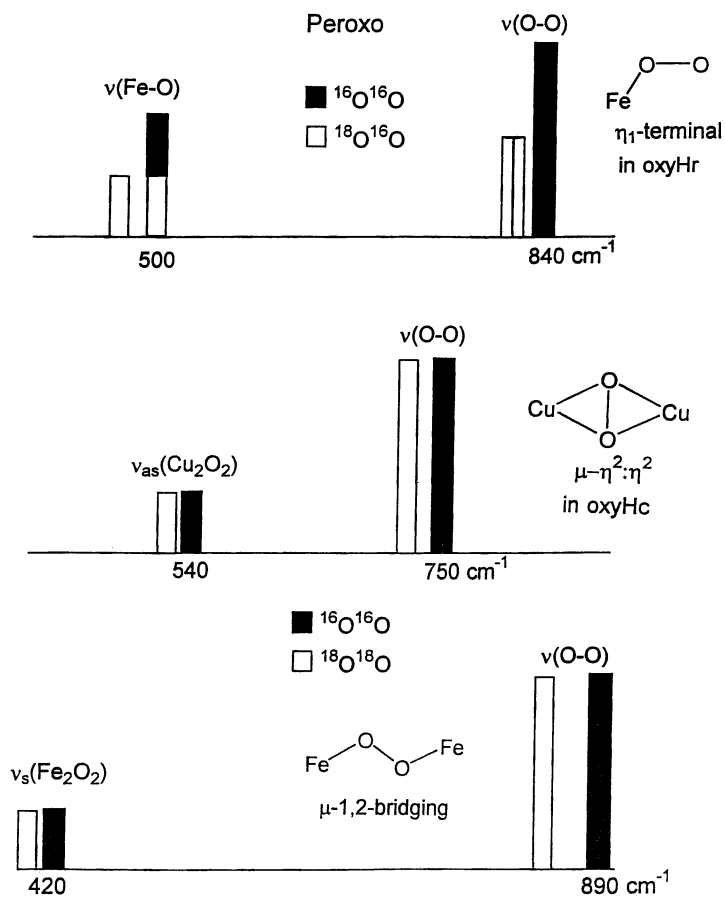 Peroxo
ν(O-O)
ν(Fe-O)
¹⁶O¹⁶O
¹⁸O¹⁶O
O
O
Fe
η₁-terminal
in oxyHr
500
840 cm⁻¹
ν(O-O)
O
Cu
Cu
O
νas(Cu₂O₂)
μ–η²:η²
in oxyHc
540
750 cm⁻¹
¹⁶O¹⁶O
¹⁸O¹⁸O
ν(O-O)
O
Fe
Fe
O
νs(Fe₂O₂)
μ-1,2-bridging
420
890 cm⁻¹